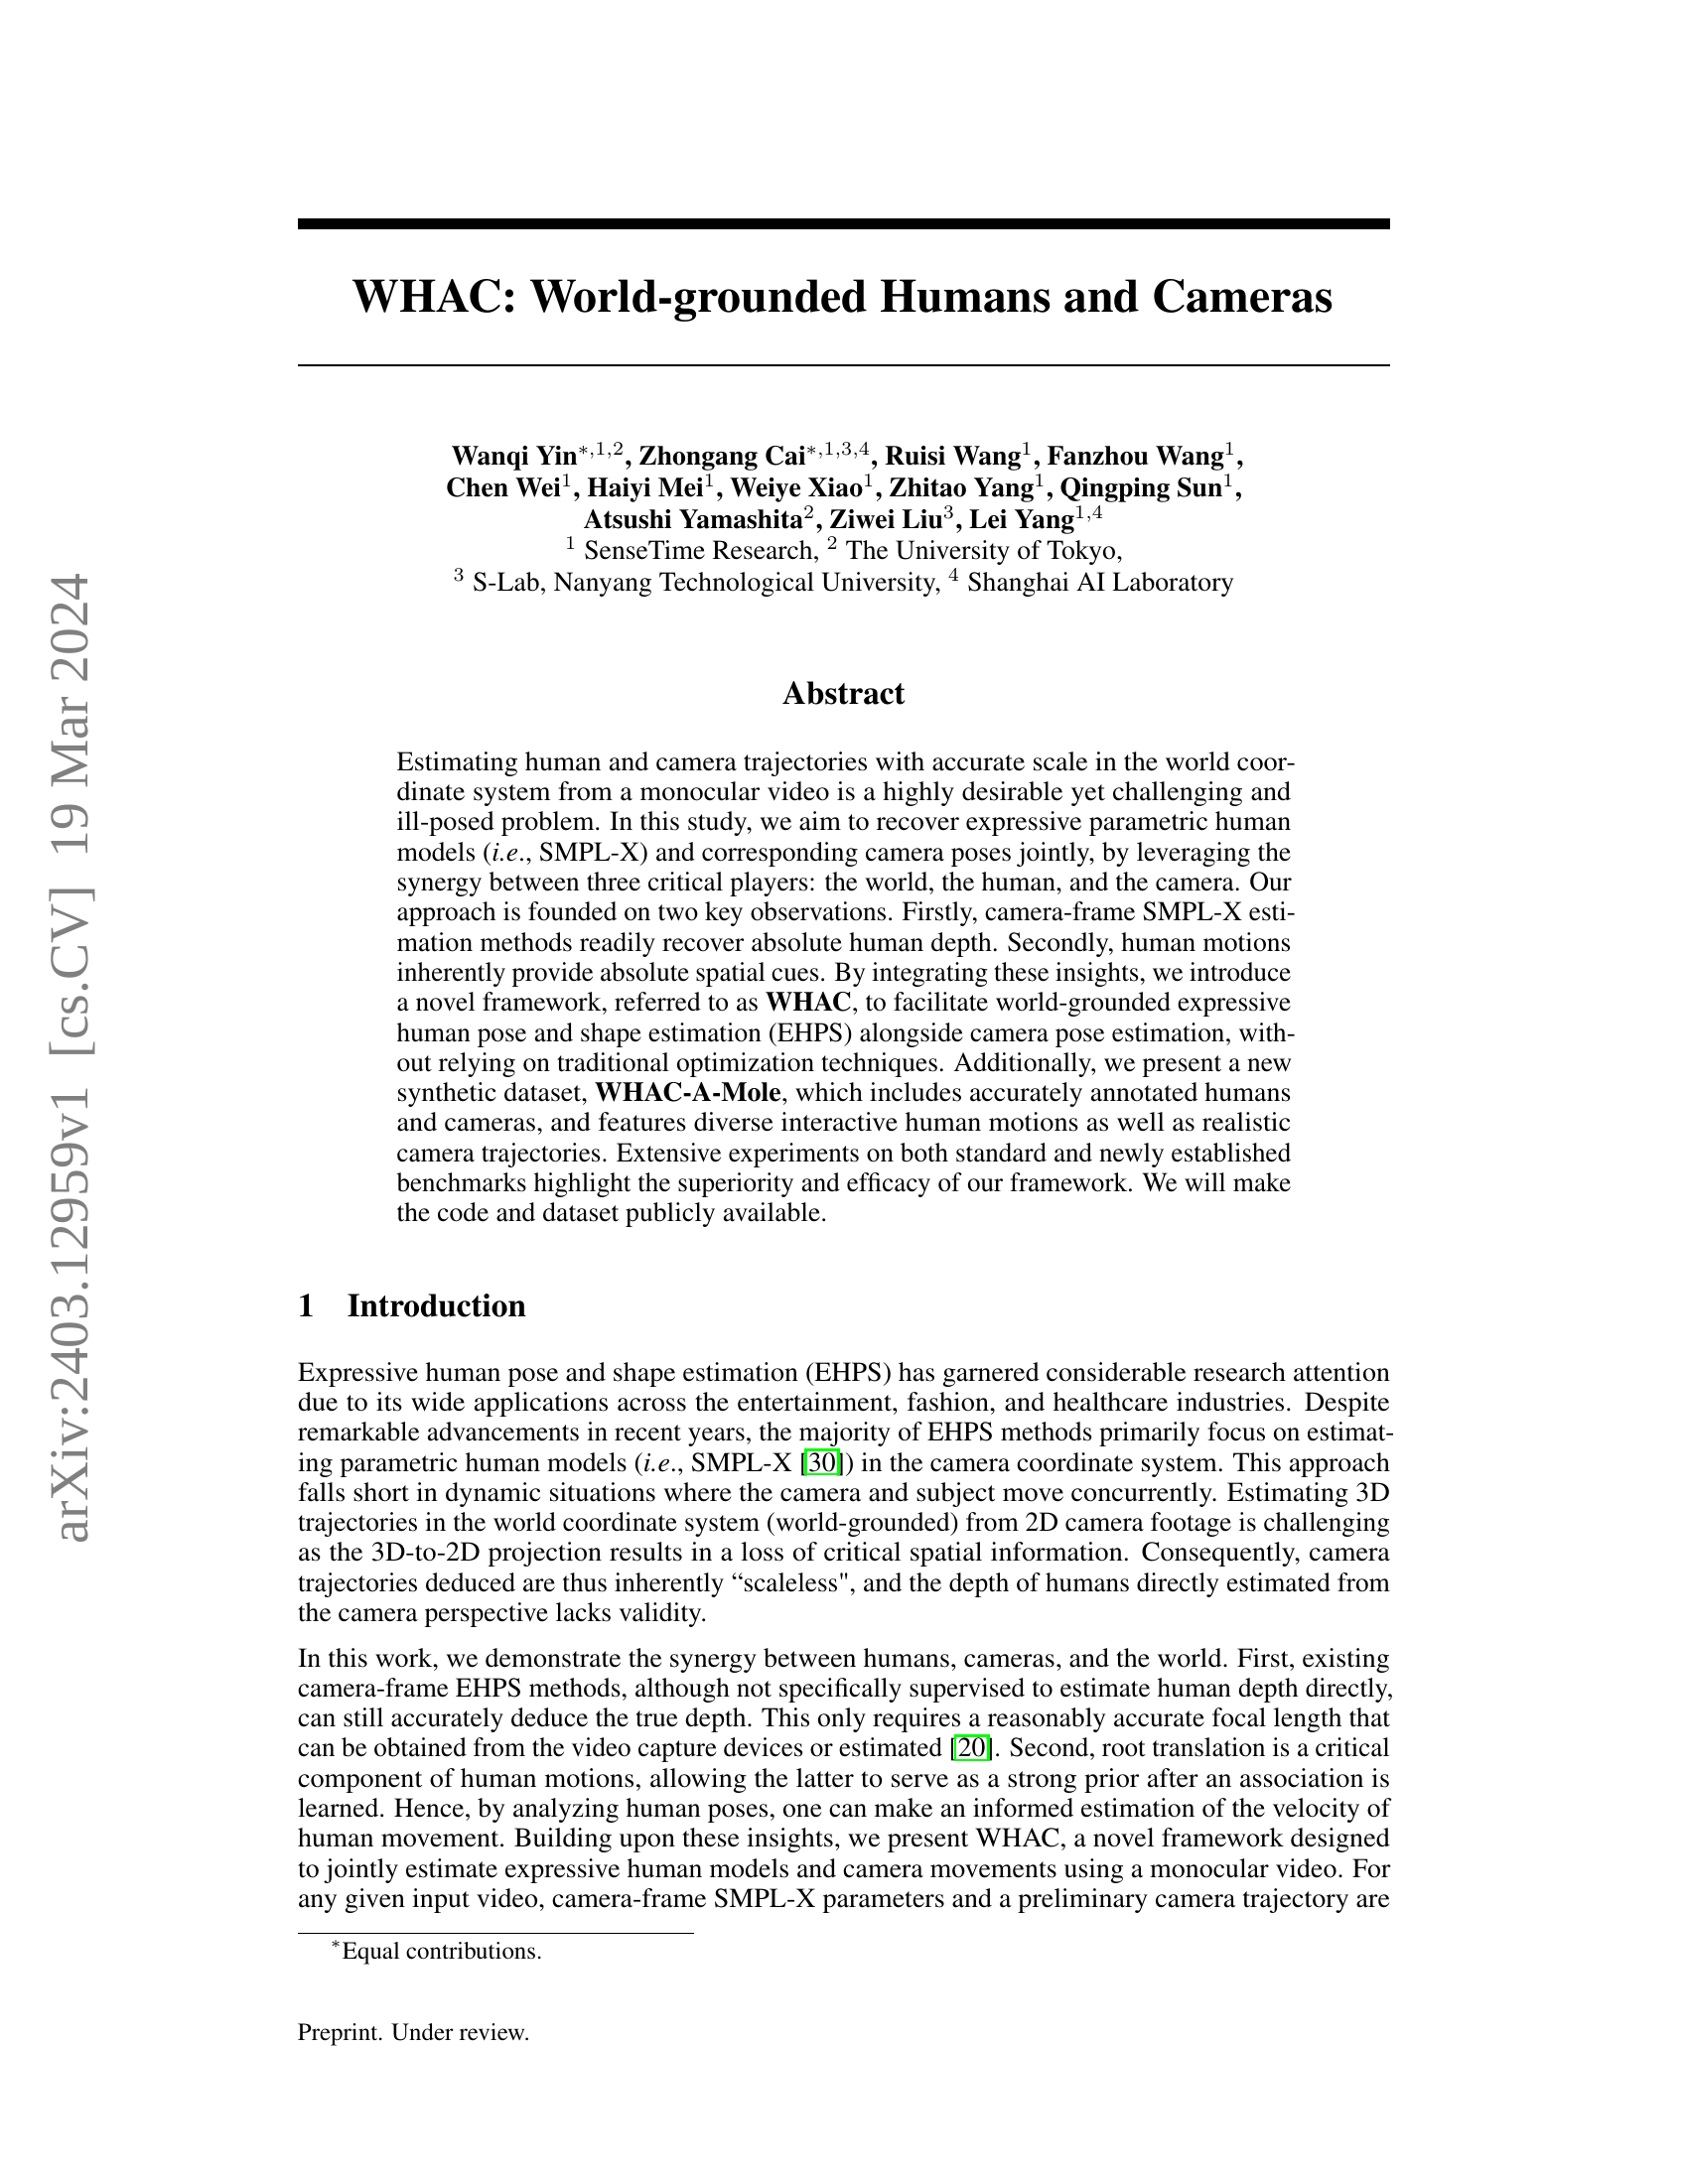 arXiv:2403.12959v1 [cs.CV] 19 Mar 2024
WHAC: World-grounded Humans and Cameras
Wanqi Yin*,1,2, Zhongang Cai*,1,3,4, Ruisi Wang1, Fanzhou Wang1,
Chen Wei1, Haiyi Mei1, Weiye Xiao1, Zhitao Yang1, Qingping Sun1,
Atsushi Yamashita2, Ziwei Liu3, Lei Yang1,4
1 SenseTime Research, 2 The University of Tokyo,
3 S-Lab, Nanyang Technological University, 4 Shanghai AI Laboratory
Abstract
Estimating human and camera trajectories with accurate scale in the world coor-
dinate system from a monocular video is a highly desirable yet challenging and
ill-posed problem. In this study, we aim to recover expressive parametric human
models (i.e., SMPL-X) and corresponding camera poses jointly, by leveraging the
synergy between three critical players: the world, the human, and the camera. Our
approach is founded on two key observations. Firstly, camera-frame SMPL-X esti-
mation methods readily recover absolute human depth. Secondly, human motions
inherently provide absolute spatial cues. By integrating these insights, we introduce
a novel framework, referred to as WHAC, to facilitate world-grounded expressive
human pose and shape estimation (EHPS) alongside camera pose estimation, with-
out relying on traditional optimization techniques. Additionally, we present a new
synthetic dataset, WHAC-A-Mole, which includes accurately annotated humans
and cameras, and features diverse interactive human motions as well as realistic
camera trajectories. Extensive experiments on both standard and newly established
benchmarks highlight the superiority and efficacy of our framework. We will make
the code and dataset publicly available.
1 Introduction
Expressive human pose and shape estimation (EHPS) has garnered considerable research attention
due to its wide applications across the entertainment, fashion, and healthcare industries. Despite
remarkable advancements in recent years, the majority of EHPS methods primarily focus on estimat-
ing parametric human models (i.e., SMPL-X [30]) in the camera coordinate system. This approach
falls short in dynamic situations where the camera and subject move concurrently. Estimating 3D
trajectories in the world coordinate system (world-grounded) from 2D camera footage is challenging
as the 3D-to-2D projection results in a loss of critical spatial information. Consequently, camera
trajectories deduced are thus inherently “scaleless", and the depth of humans directly estimated from
the camera perspective lacks validity.
In this work, we demonstrate the synergy between humans, cameras, and the world. First, existing
camera-frame EHPS methods, although not specifically supervised to estimate human depth directly,
can still accurately deduce the true depth. This only requires a reasonably accurate focal length that
can be obtained from the video capture devices or estimated [20]. Second, root translation is a critical
component of human motions, allowing the latter to serve as a strong prior after an association is
learned. Hence, by analyzing human poses, one can make an informed estimation of the velocity of
human movement. Building upon these insights, we present WHAC, a novel framework designed
to jointly estimate expressive human models and camera movements using a monocular video. For
any given input video, camera-frame SMPL-X parameters and a preliminary camera trajectory are
*Equal contributions.
Preprint. Under review.